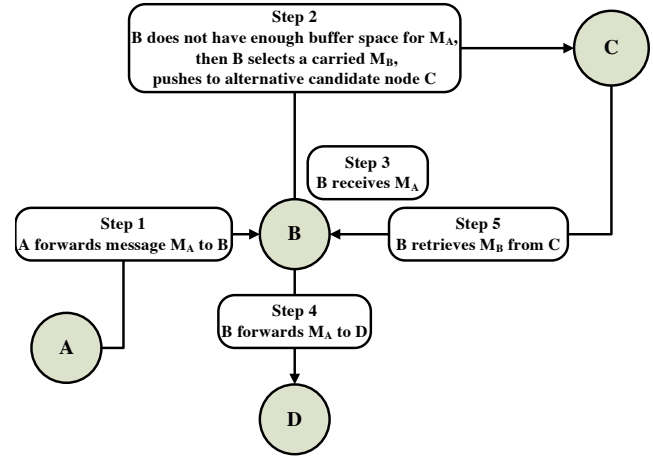 Step 2
B does not have enough buffer space for MA,
then B selects a carried MB,
pushes to alternative candidate node C
C
Step 3
B receives MA
Step 1
A forwards message MA to B
B
Step 5
B retrieves MB from C
Step 4
B forwards MA to D
A
D